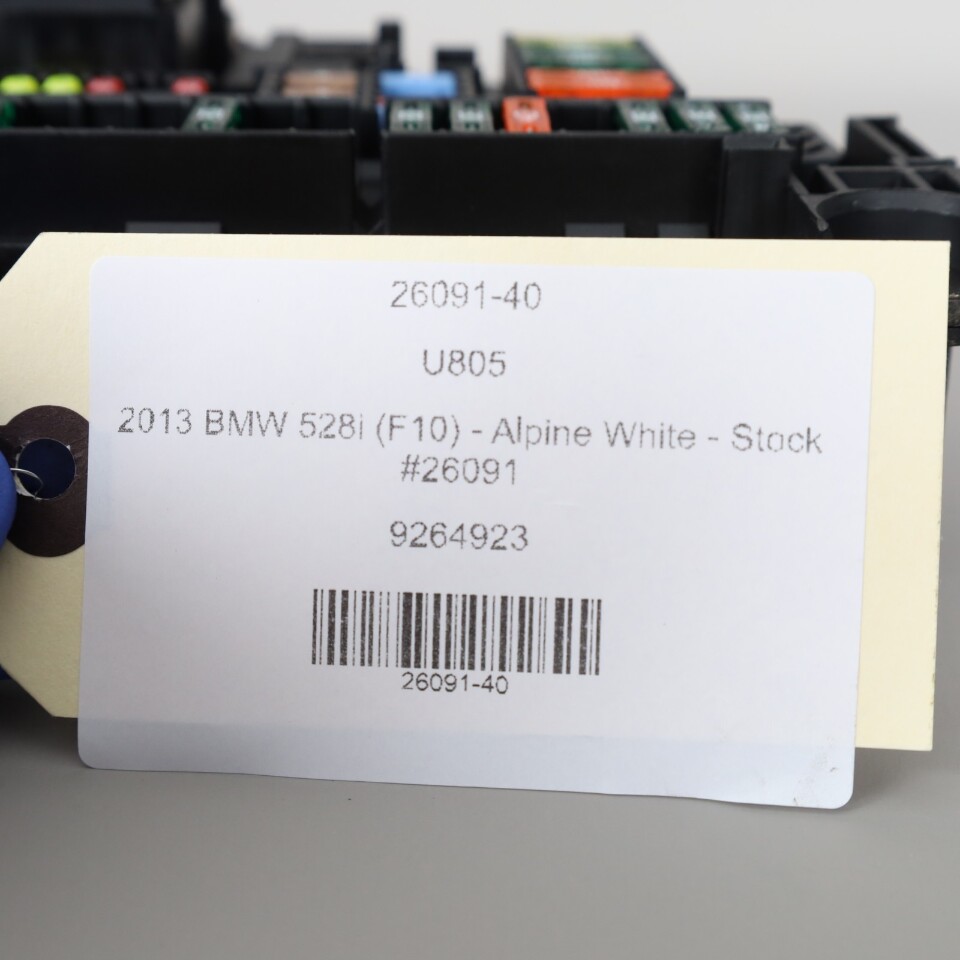 26091-40
U805
2013 BMW 528i (F10) - Alpine White - Stock
#26091
9264923
26091-40